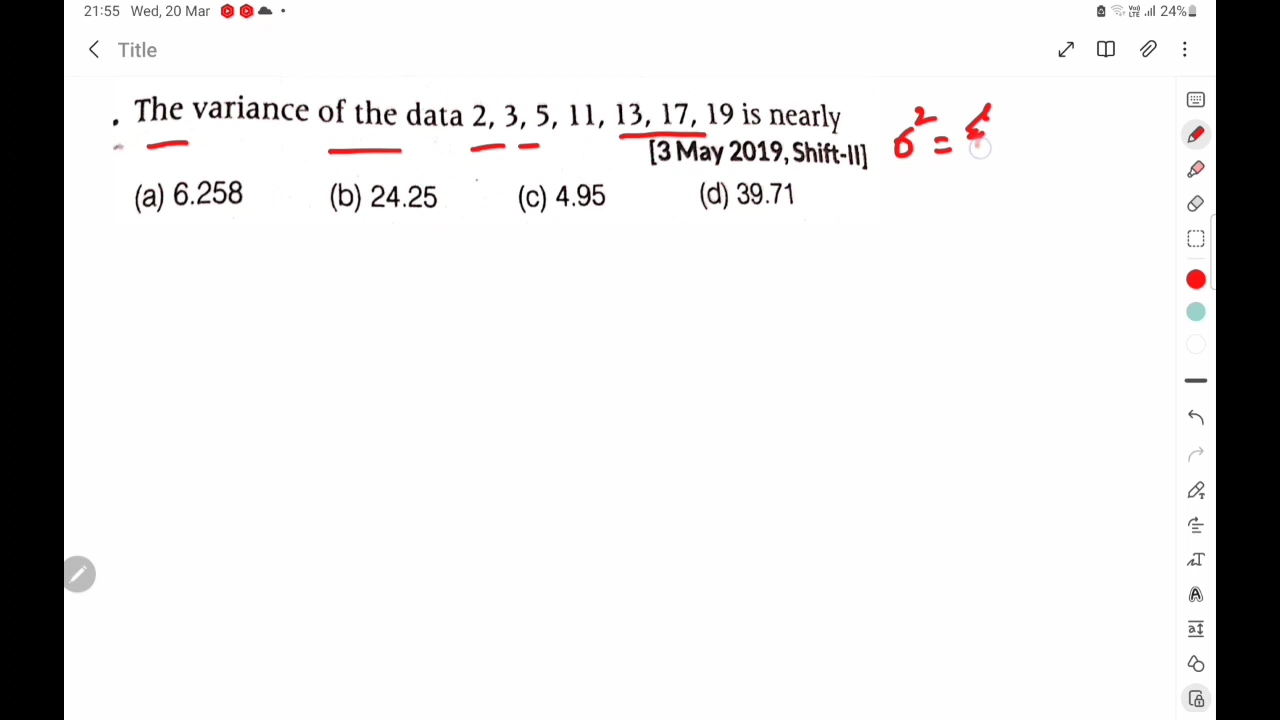 21:55 Wed, 20 Mar 24%
Title
. The variance of the data 2, 3, 5, 11, 13, 17, 19 is nearly
[3 May 2019, Shift-II]
σ² = Σ
(a) 6.258 (b) 24.25 (c) 4.95 (d) 39.71